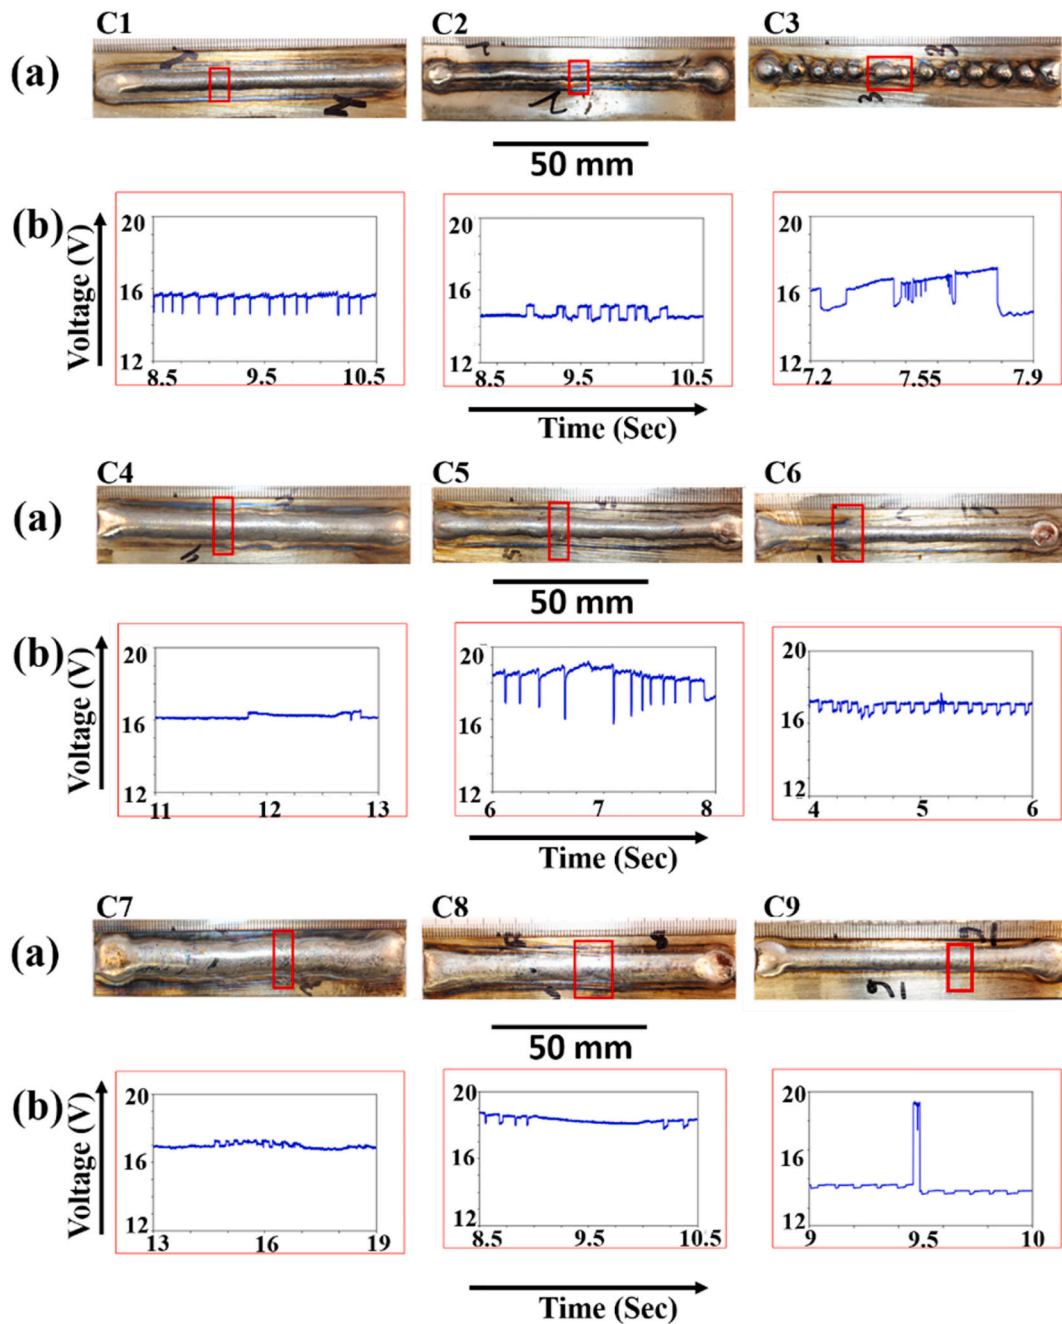 C1 C2 C3
(a)
50 mm
(b)
Voltage (V)
20 20 20
16 16 16
12 12 12
8.5 9.5 10.5 8.5 9.5 10.5 7.2 7.55 7.9
Time (Sec)
C4 C5 C6
(a)
50 mm
(b)
Voltage (V)
20 20 20
16 16 16
12 12 12
11 12 13 6 7 8 4 5 6
Time (Sec)
C7 C8 C9
(a)
50 mm
(b)
Voltage (V)
20 20 20
16 16 16
12 12 12
13 16 19 8.5 9.5 10.5 9 9.5 10
Time (Sec)